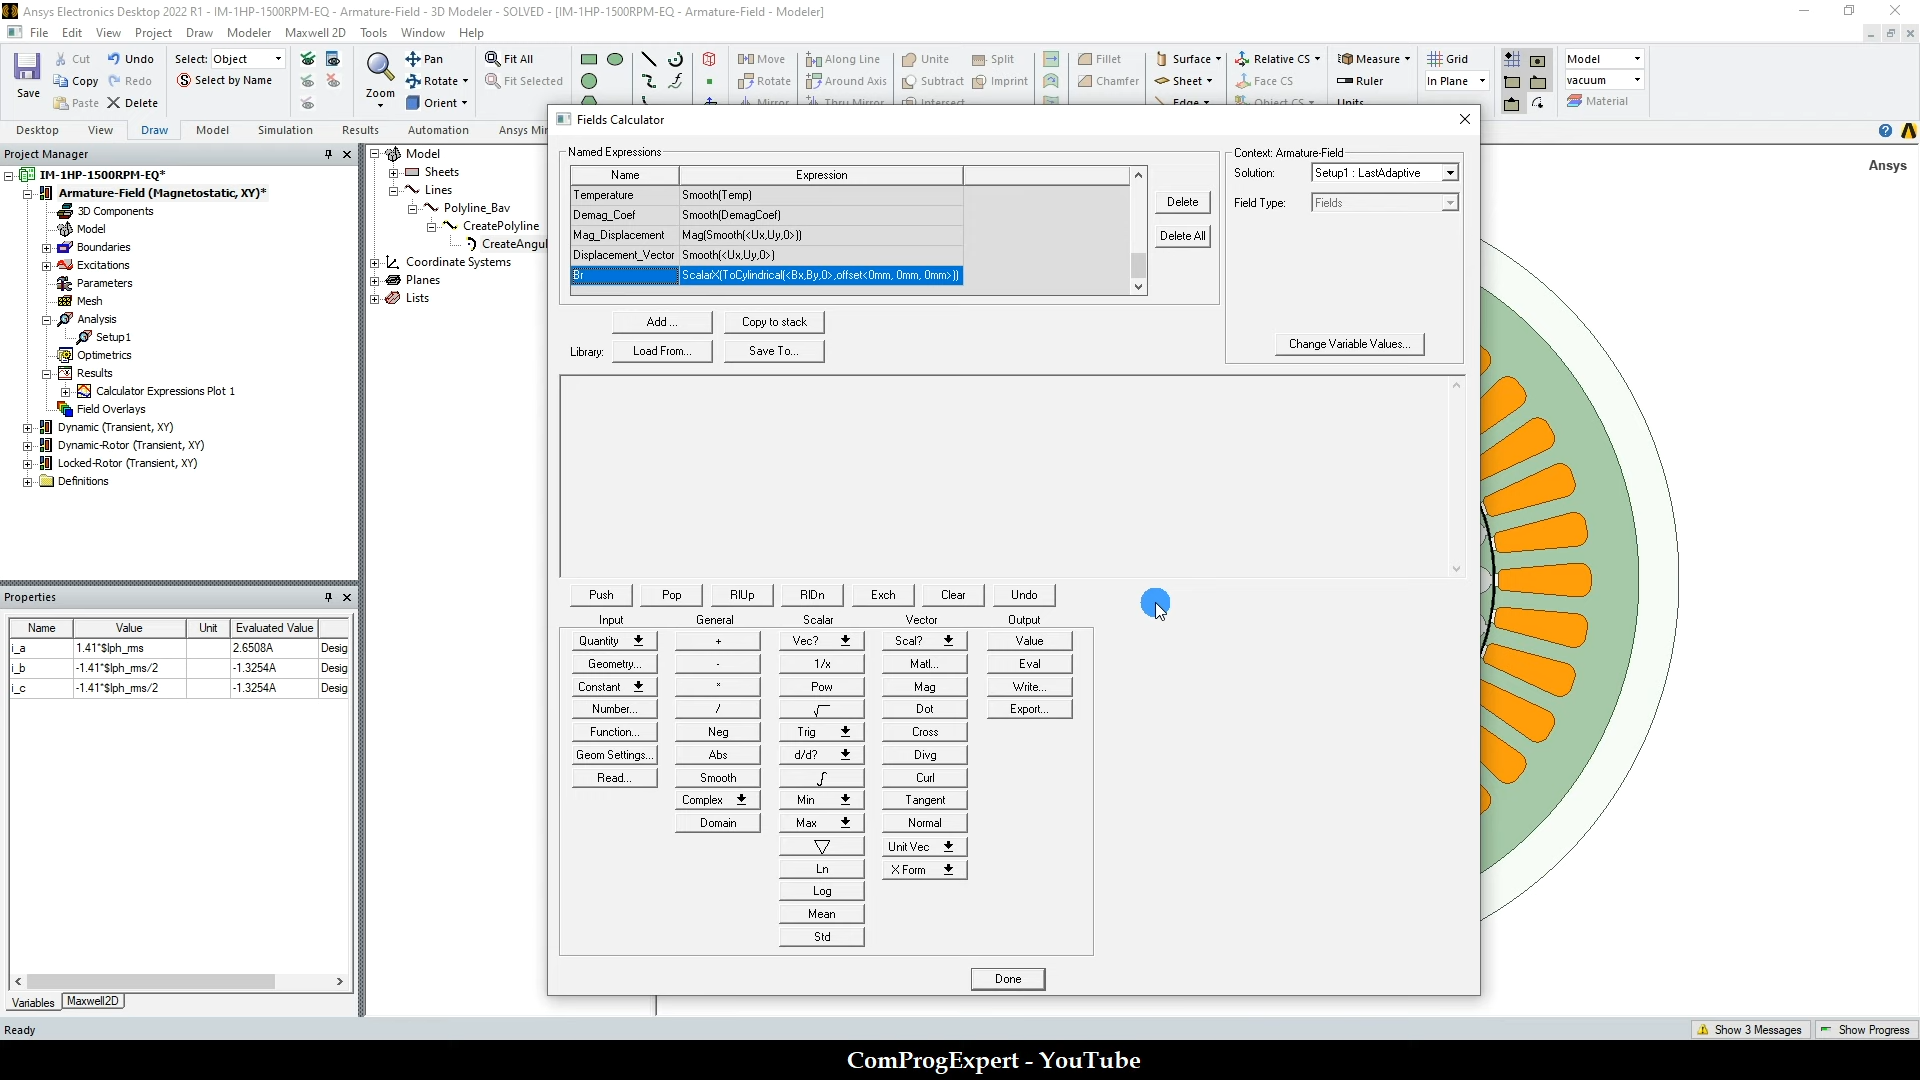 Ansys Electronics Desktop 2022 R1 - IM-1HP-1500RPM-EQ - Armature-Field - 3D Modeler - SOLVED - [IM-1HP-1500RPM-EQ - Armature-Field - Modeler]
File Edit View Project Draw Modeler Maxwell 2D Tools Window Help
Save
Cut Undo
Copy Redo
Paste Delete
Select: Object
Select by Name
Zoom
Pan
Rotate
Orient
Fit All
Fit Selected
Move Along Line Unite Split Fillet Surface Relative CS Measure Grid Model
Rotate Around Axis Subtract Imprint Chamfer Sheet Face CS Ruler In Plane vacuum
Mirror Thru Mirror Intersect Edge Object CS Units Material
Desktop View Draw Model Simulation Results Automation Ansys Min
Project Manager
IM-1HP-1500RPM-EQ*
Armature-Field (Magnetostatic, XY)*
3D Components
Model
Boundaries
Excitations
Parameters
Mesh
Analysis
Setup1
Optimetrics
Results
Calculator Expressions Plot 1
Field Overlays
Dynamic (Transient, XY)
Dynamic-Rotor (Transient, XY)
Locked-Rotor (Transient, XY)
Definitions
Model
Sheets
Lines
Polyline_Bav
CreatePolyline
CreateAngul
Coordinate Systems
Planes
Lists
Properties
Name Value Unit Evaluated Value
i_a 1.41*$Iph_rms 2.6508A Desig
i_b -1.41*$Iph_rms/2 -1.3254A Desig
i_c -1.41*$Iph_rms/2 -1.3254A Desig
Variables Maxwell2D
Fields Calculator
Named Expressions
Name Expression
Temperature Smooth(Temp)
Demag_Coef Smooth(DemagCoef)
Mag_Displacement Mag(Smooth(<Ux,Uy,0>))
Displacement_Vector Smooth(<Ux,Uy,0>)
Br ScalarX(ToCylindrical(<Bx,By,0>,offset<0mm, 0mm, 0mm>))
Delete
Delete All
Context: Armature-Field
Solution: Setup1 : LastAdaptive
Field Type: Fields
Change Variable Values...
Add ... Copy to stack
Library: Load From... Save To...
Push Pop RlUp RlDn Exch Clear Undo
Input General Scalar Vector Output
Quantity + Vec? Scal? Value
Geometry... - 1/x Matl... Eval
Constant * Pow Mag Write...
Number... / √ Dot Export...
Function... Neg Trig Cross
Geom Settings... Abs d/d? Divg
Read... Smooth ∫ Curl
Complex Min Tangent
Domain Max Normal
▽ Unit Vec
Ln X Form
Log
Mean
Std
Done
Ansys
Ready
Show 3 Messages Show Progress
ComProgExpert - YouTube